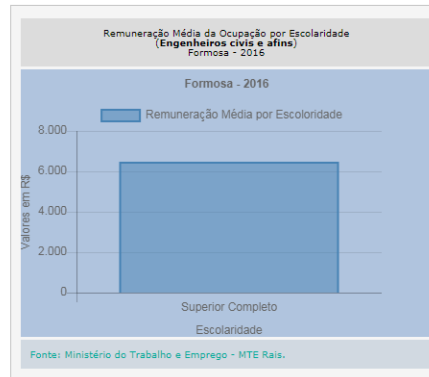 Remuneração Média da Ocupação por Escolaridade
(Engenheiros civis e afins)
Formosa - 2016
Formosa - 2016
Remuneração Média por Escoloridade
8.000
6.000
4.000
2.000
0
Valores em R$
Superior Completo
Escolaridade
Fonte: Ministério do Trabalho e Emprego - MTE Rais.